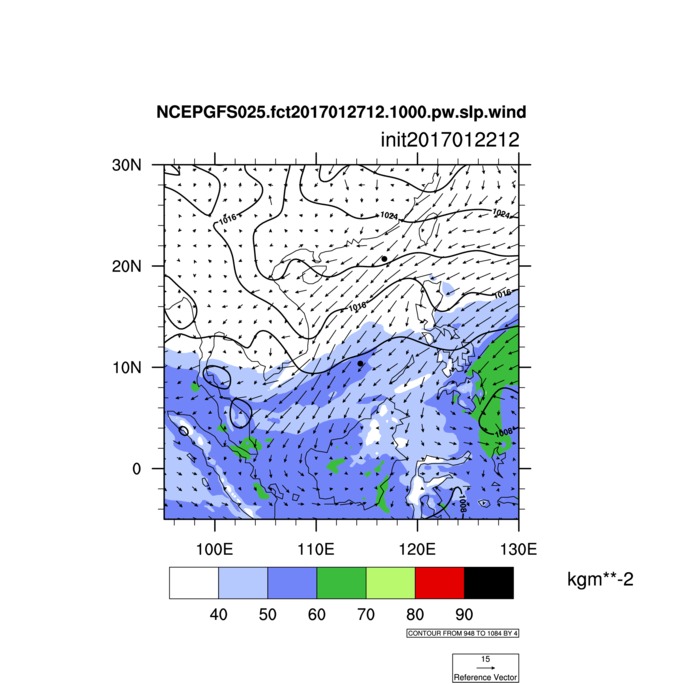 NCEPGFS025.fct2017012712.1000.pw.slp.wind
init2017012212
30N
1016
1024
1024
20N
1016
1016
10N
1008
0
1008
100E 110E 120E 130E
kgm**-2
40 50 60 70 80 90
CONTOUR FROM 948 TO 1084 BY 4
15
Reference Vector